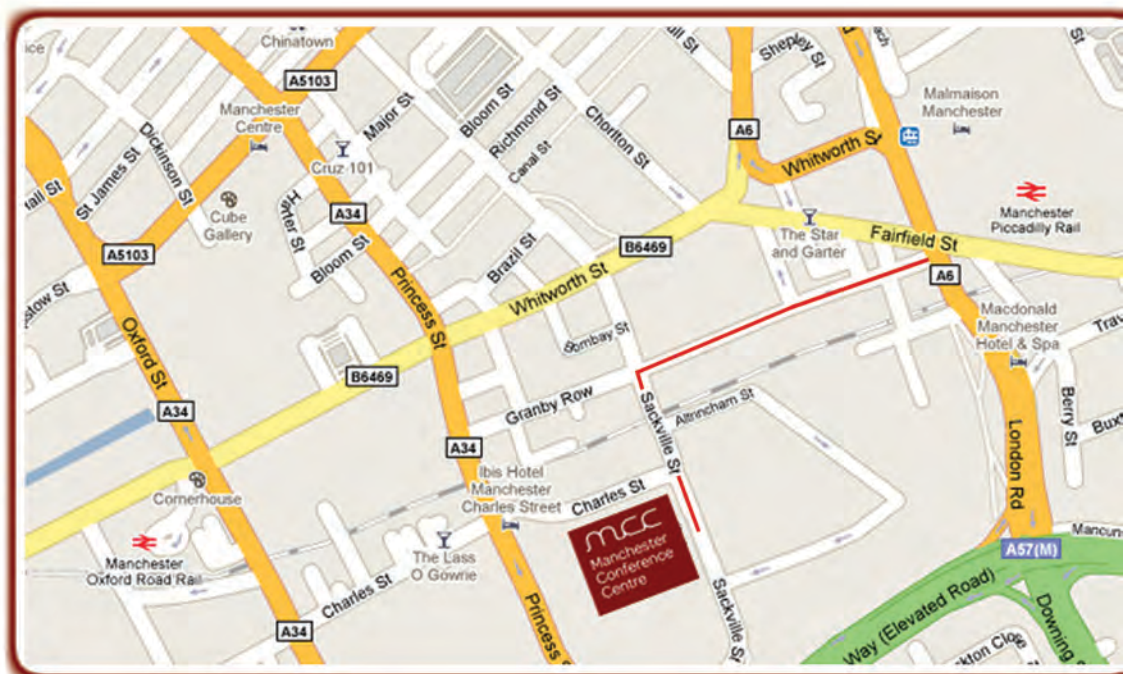 Chinatown
A5103
Manchester
Centre
Dickinson St
St James St
Major St
Cruz 101
Bloom St
Richmond St
Canal St
Chorlton St
Shepley St
A6
Whitworth St
Malmaison
Manchester
Manchester
Piccadilly Rail
Cube
Gallery
A34
Bloom St
A5103
Brazil St
B6469
The Star
and Garter
Fairfield St
A6
Oxford St
Princess St
Whitworth St
Bombay St
Macdonald
Manchester
Hotel & Spa
B6469
Granby Row
Sackville St
Altrincham St
Berry St
London Rd
A34
A34
Cornerhouse
Ibis Hotel
Manchester
Charles Street
Charles St
mcc
Manchester
Conference
Centre
Manchester
Oxford Road Rail
The Lass
O Gowrie
Charles St
A57(M)
A34
Sackville St
Way (Elevated Road)